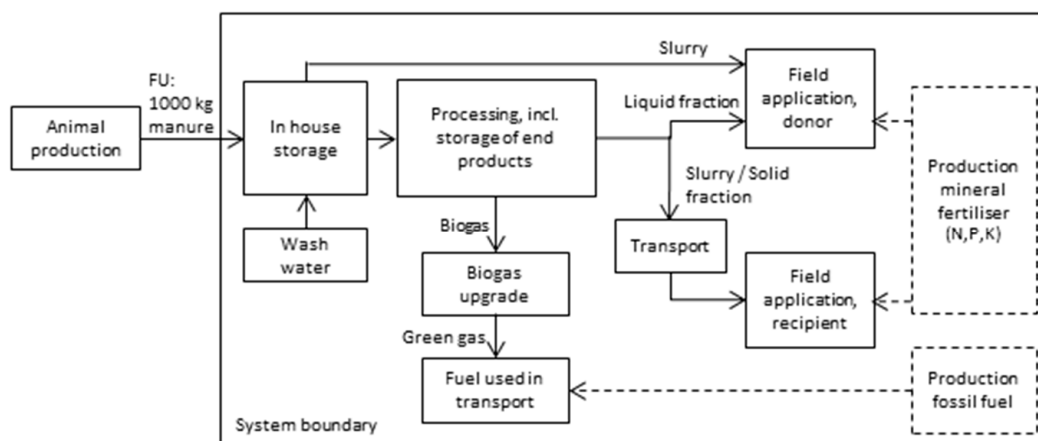 Animal
production
FU:
1000 kg
manure
In house
storage
Wash
water
Slurry
Processing, incl.
storage of end
products
Biogas
Biogas
upgrade
Green gas
Fuel used in
transport
Liquid fraction
Slurry / Solid
fraction
Transport
Field
application,
donor
Field
application,
recipient
Production
mineral
fertiliser
(N,P,K)
Production
fossil fuel
System boundary